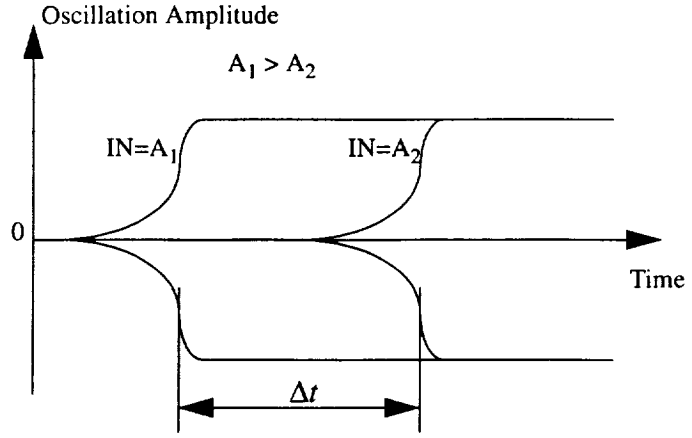 Oscillation Amplitude
A₁ > A₂
IN=A₁ IN=A₂
0
Time
Δt